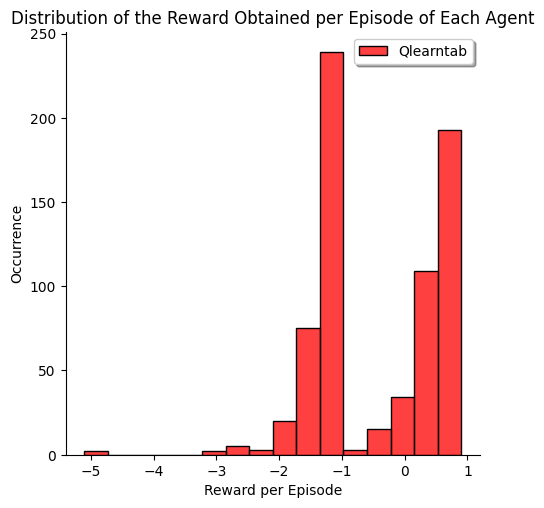 Distribution of the Reward Obtained per Episode of Each Agent
Qlearntab
250
200
150
100
50
0
Occurrence
−5 −4 −3 −2 −1 0 1
Reward per Episode